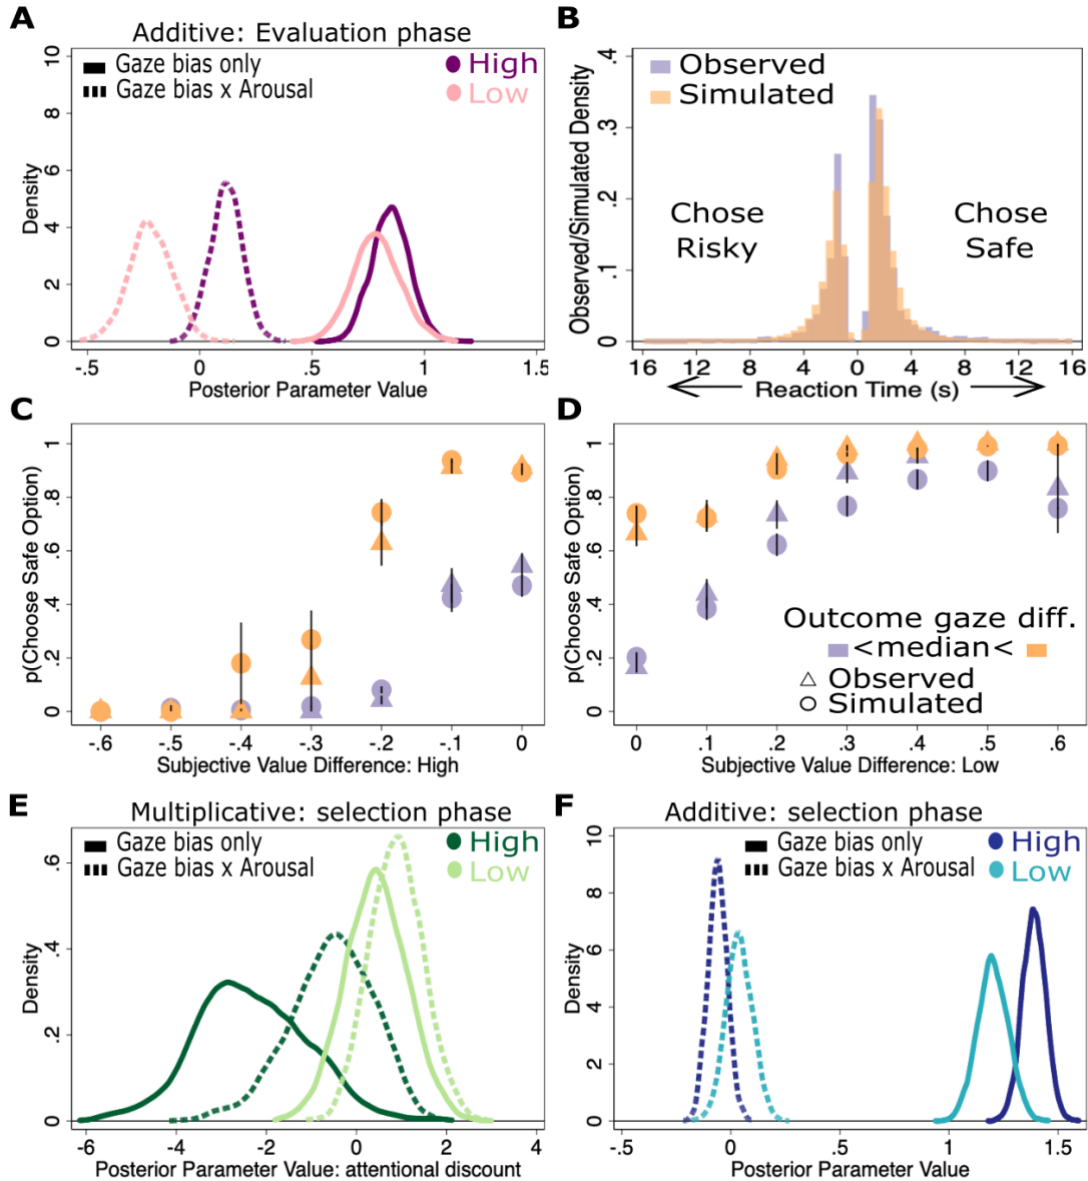 A
Additive: Evaluation phase
Gaze bias only
Gaze bias x Arousal
High
Low
Density
10
8
6
4
2
0
-.5
0
.5
1
1.5
Posterior Parameter Value
B
Observed
Simulated
Observed/Simulated Density
.4
.3
.2
.1
0
Chose
Risky
Chose
Safe
16 12 8 4 0 4 8 12 16
Reaction Time (s)
C
p(Choose Safe Option)
1
.8
.6
.4
.2
0
-.6 -.5 -.4 -.3 -.2 -.1 0
Subjective Value Difference: High
D
p(Choose Safe Option)
1
.8
.6
.4
.2
0
Outcome gaze diff.
<median<
Observed
Simulated
0 .1 .2 .3 .4 .5 .6
Subjective Value Difference: Low
E
Multiplicative: selection phase
Gaze bias only
Gaze bias x Arousal
High
Low
Density
.6
.4
.2
0
-6 -4 -2 0 2 4
Posterior Parameter Value: attentional discount
F
Additive: selection phase
Gaze bias only
Gaze bias x Arousal
High
Low
Density
10
8
6
4
2
0
-.5 0 .5 1 1.5
Posterior Parameter Value